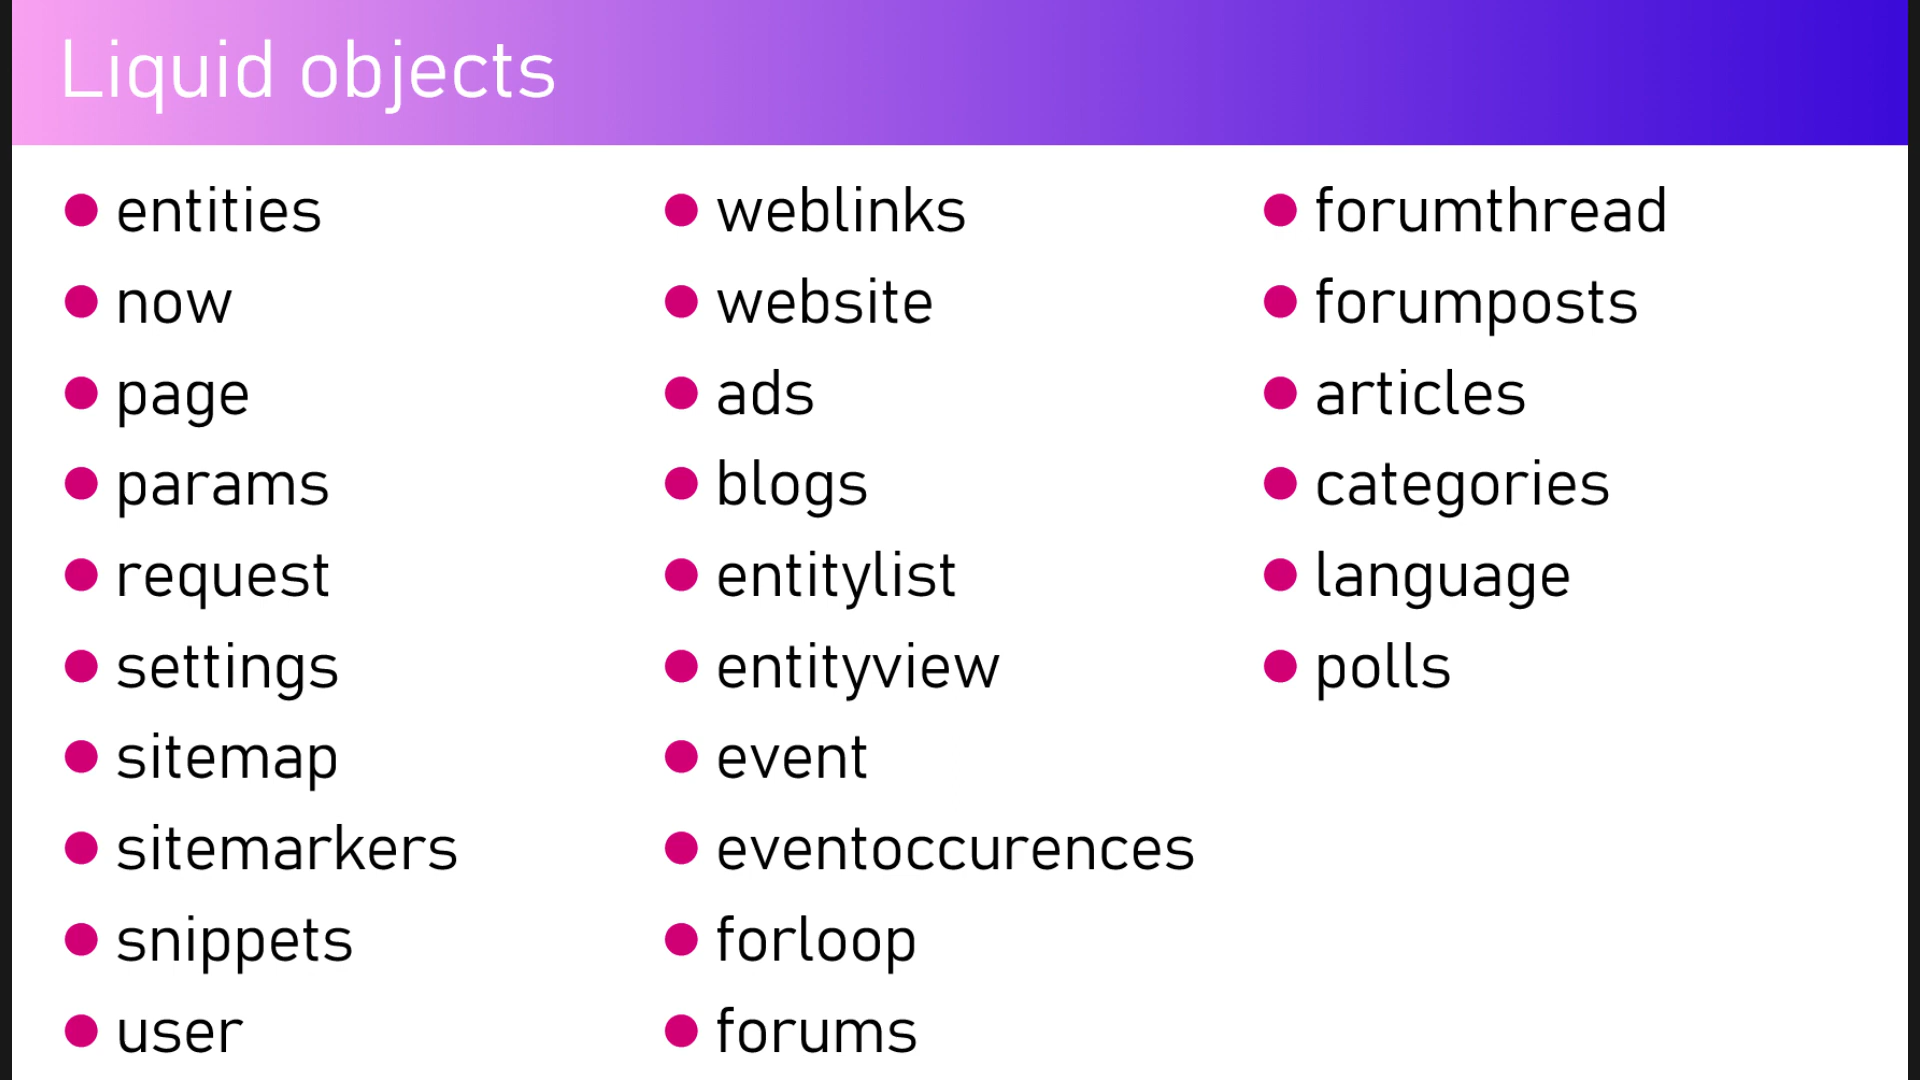 Liquid objects
entities
now
page
params
request
settings
sitemap
sitemarkers
snippets
user
weblinks
website
ads
blogs
entitylist
entityview
event
eventoccurences
forloop
forums
forumthread
forumposts
articles
categories
language
polls